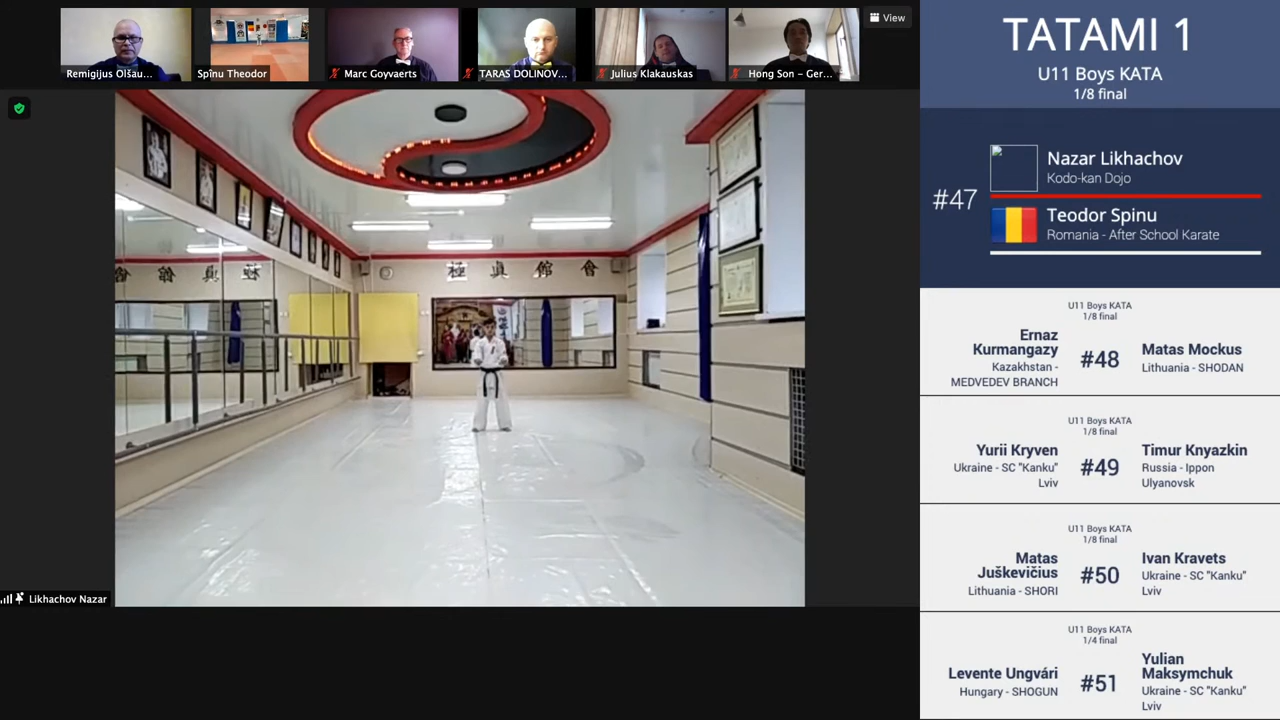 Remigijus Olšau...
Spînu Theodor
Marc Goyvaerts
TARAS DOLINOV...
Julius Klakauskas
Hong Son - Ger...
View
極 真 館 會
Likhachov Nazar
TATAMI 1
U11 Boys KATA
1/8 final
#47
Nazar Likhachov
Kodo-kan Dojo
Teodor Spinu
Romania - After School Karate
U11 Boys KATA
1/8 final
Ernaz
Kurmangazy
Kazakhstan -
MEDVEDEV BRANCH
#48
Matas Mockus
Lithuania - SHODAN
U11 Boys KATA
1/8 final
Yurii Kryven
Ukraine - SC "Kanku"
Lviv
#49
Timur Knyazkin
Russia - Ippon
Ulyanovsk
U11 Boys KATA
1/8 final
Matas
Juškevičius
Lithuania - SHORI
#50
Ivan Kravets
Ukraine - SC "Kanku"
Lviv
U11 Boys KATA
1/4 final
Levente Ungvári
Hungary - SHOGUN
#51
Yulian
Maksymchuk
Ukraine - SC "Kanku"
Lviv